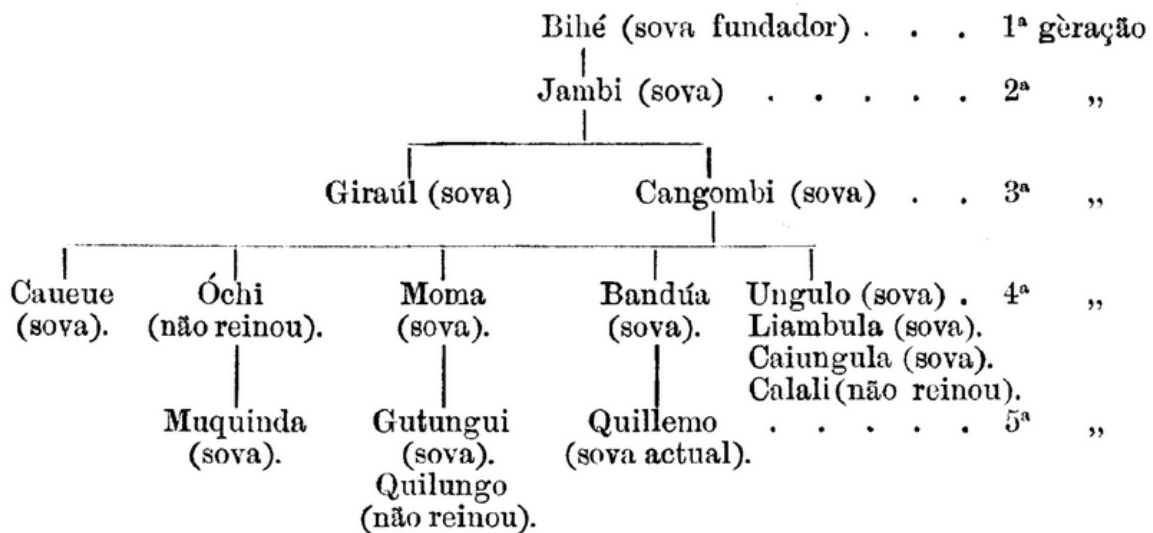 Bihé (sova fundador) . . . 1ª gèração
Jambi (sova) . . . . . 2ª „
Giraúl (sova) Cangombi (sova) . . 3ª „
Caueue Óchi Moma Bandúa Ungulo (sova) . 4ª „
(sova). (não reinou). (sova). (sova). Liambula (sova).
Caiungula (sova).
Calali (não reinou).
Muquinda Gutungui Quillemo . . . . . 5ª „
(sova). (sova). (sova actual).
Quilungo
(não reinou).